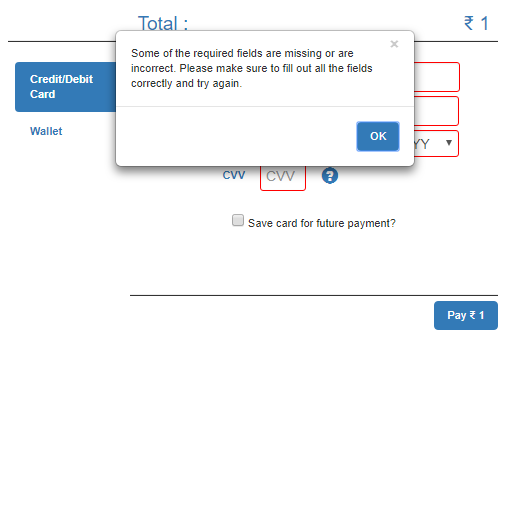 Total : ₹ 1
×
Some of the required fields are missing or are
incorrect. Please make sure to fill out all the fields
correctly and try again.
OK
Credit/Debit
Card
Wallet
YY ▼
CVV CVV ?
Save card for future payment?
Pay ₹ 1